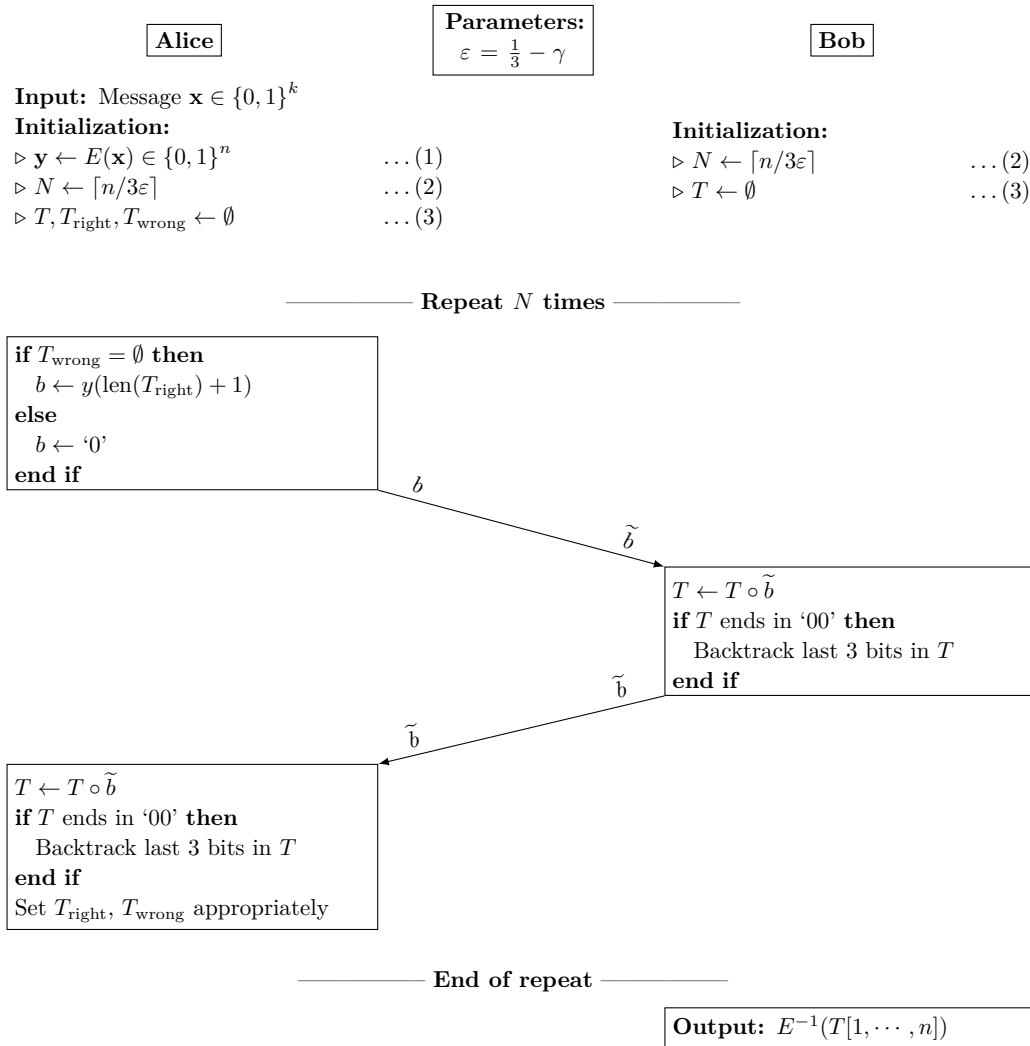 Parameters:
ε = 1/3 − γ
Alice
Bob
Input: Message x ∈ {0, 1}^k
Initialization:
▷ y ← E(x) ∈ {0, 1}^n …(1)
▷ N ← ⌈n/3ε⌉ …(2)
▷ T, T_right, T_wrong ← ∅ …(3)
Initialization:
▷ N ← ⌈n/3ε⌉ …(2)
▷ T ← ∅ …(3)
Repeat N times
if T_wrong = ∅ then
b ← y(len(T_right) + 1)
else
b ← ‘0’
end if
b
b̃
T ← T ∘ b̃
if T ends in ‘00’ then
Backtrack last 3 bits in T
end if
b̃
b̃
T ← T ∘ b̃
if T ends in ‘00’ then
Backtrack last 3 bits in T
end if
Set T_right, T_wrong appropriately
End of repeat
Output: E^−1(T[1, ⋯ , n])